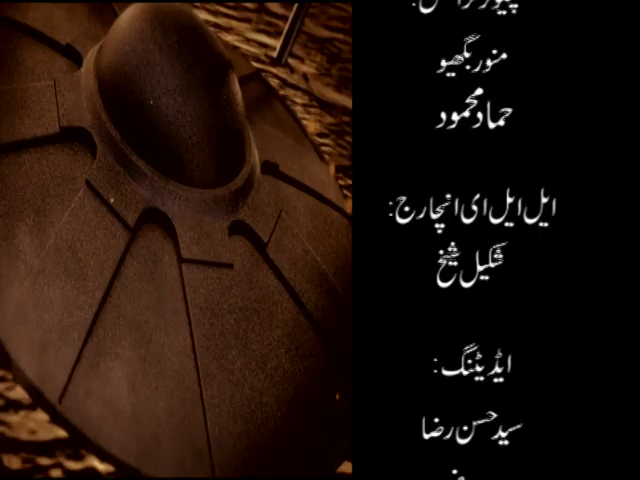 منور بگھیو
حماد محمود
ایل ایل ای انچارج:
شکیل شیخ
ایڈیٹنگ:
سید حسن رضا